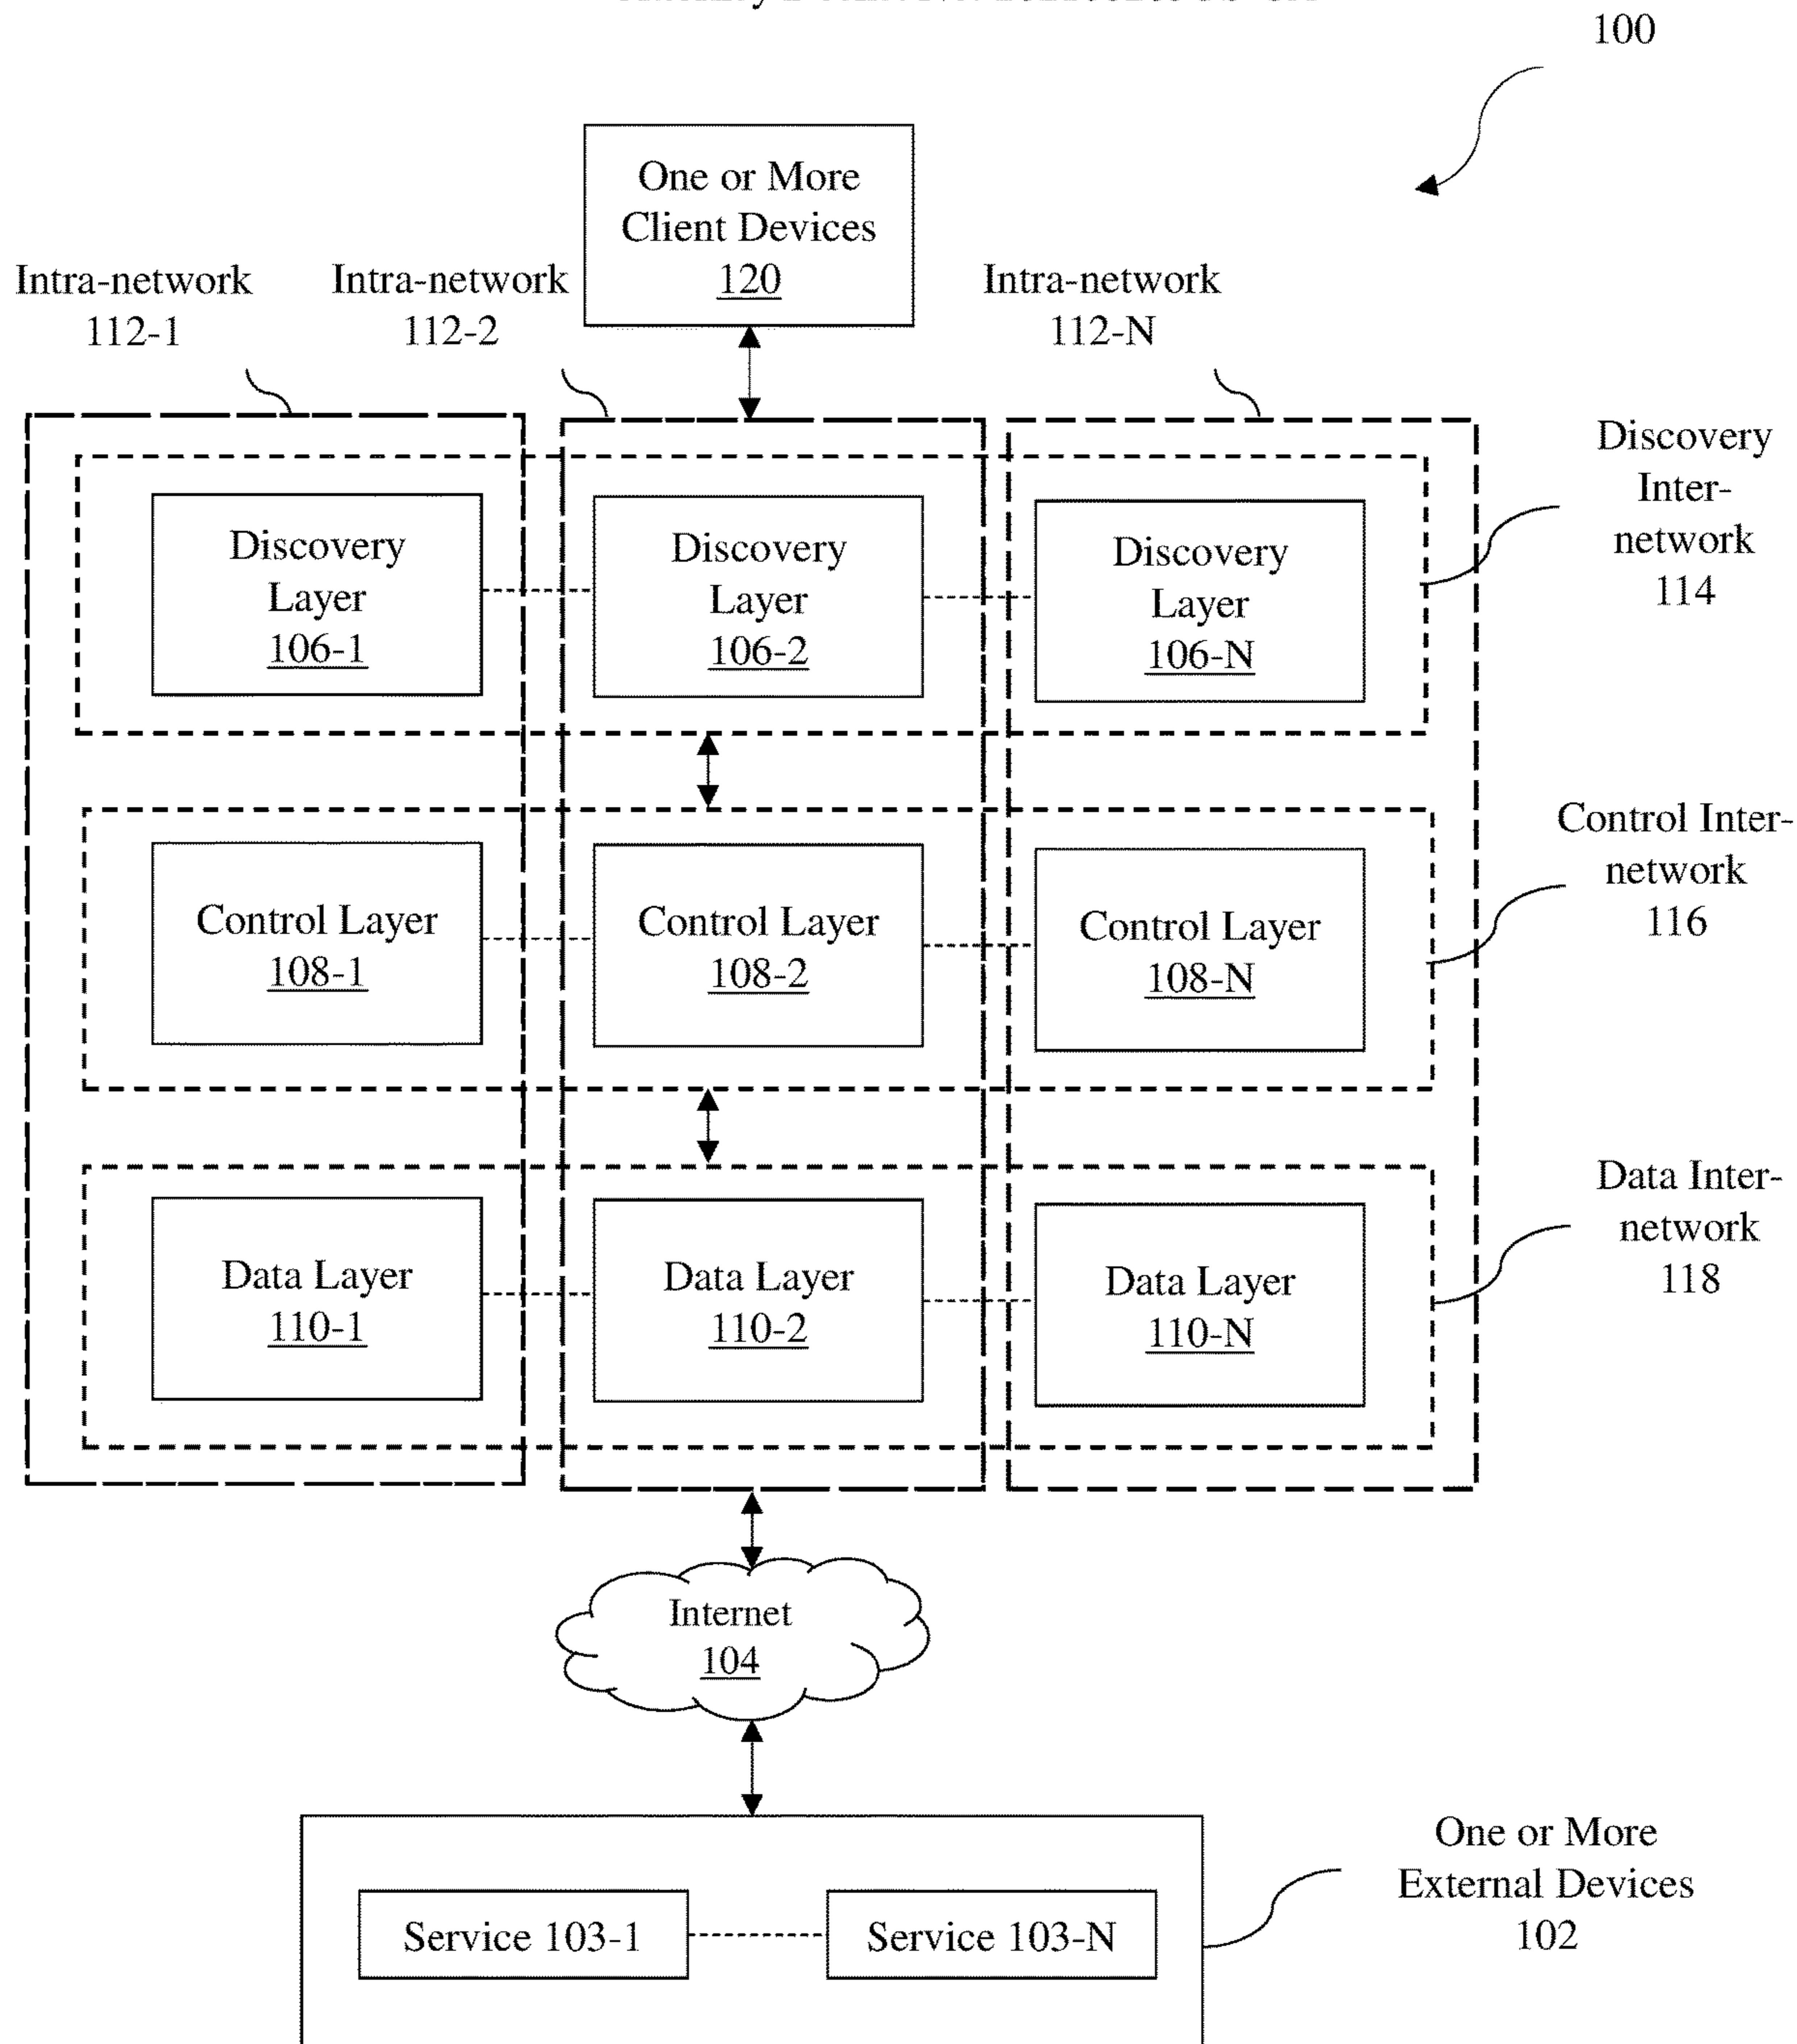 100
One or More
Client Devices
120
Intra-network
112-1
Intra-network
112-2
Intra-network
112-N
Discovery
Inter-
network
114
Discovery
Layer
106-1
Discovery
Layer
106-2
Discovery
Layer
106-N
Control Inter-
network
116
Control Layer
108-1
Control Layer
108-2
Control Layer
108-N
Data Inter-
network
118
Data Layer
110-1
Data Layer
110-2
Data Layer
110-N
Internet
104
One or More
External Devices
102
Service 103-1
Service 103-N